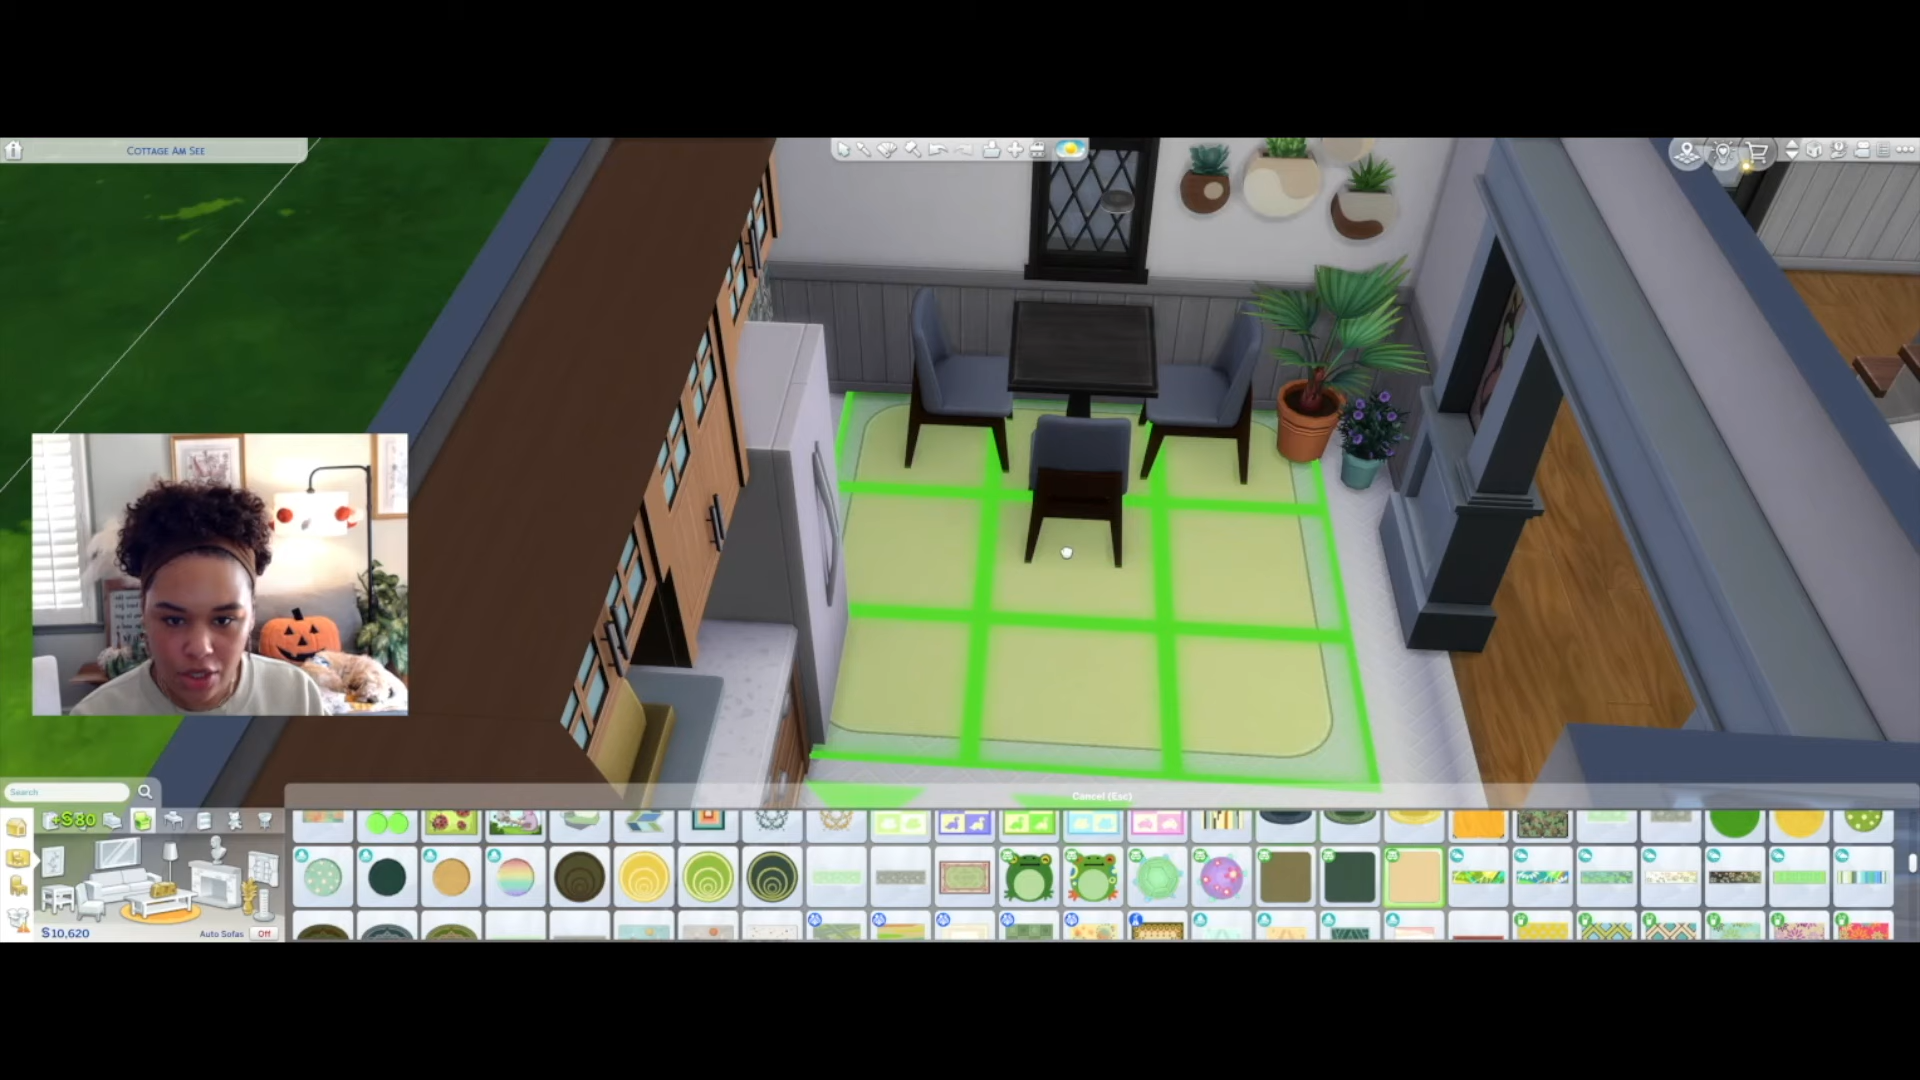 Cottage Am See
Cancel (Esc)
Search
+$80
$10,620
Auto Sofas
Off